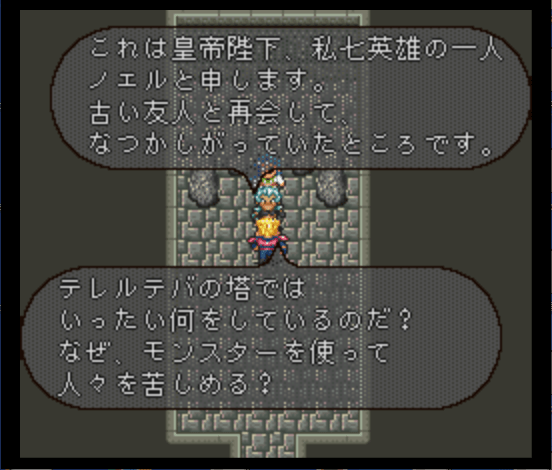 これは皇帝陛下、私七英雄の一人
ノエルと申します。
古い友人と再会して、
なつかしがっていたところです。
テレルテバの塔では
いったい何をしているのだ?
なぜ、モンスターを使って
人々を苦しめる?